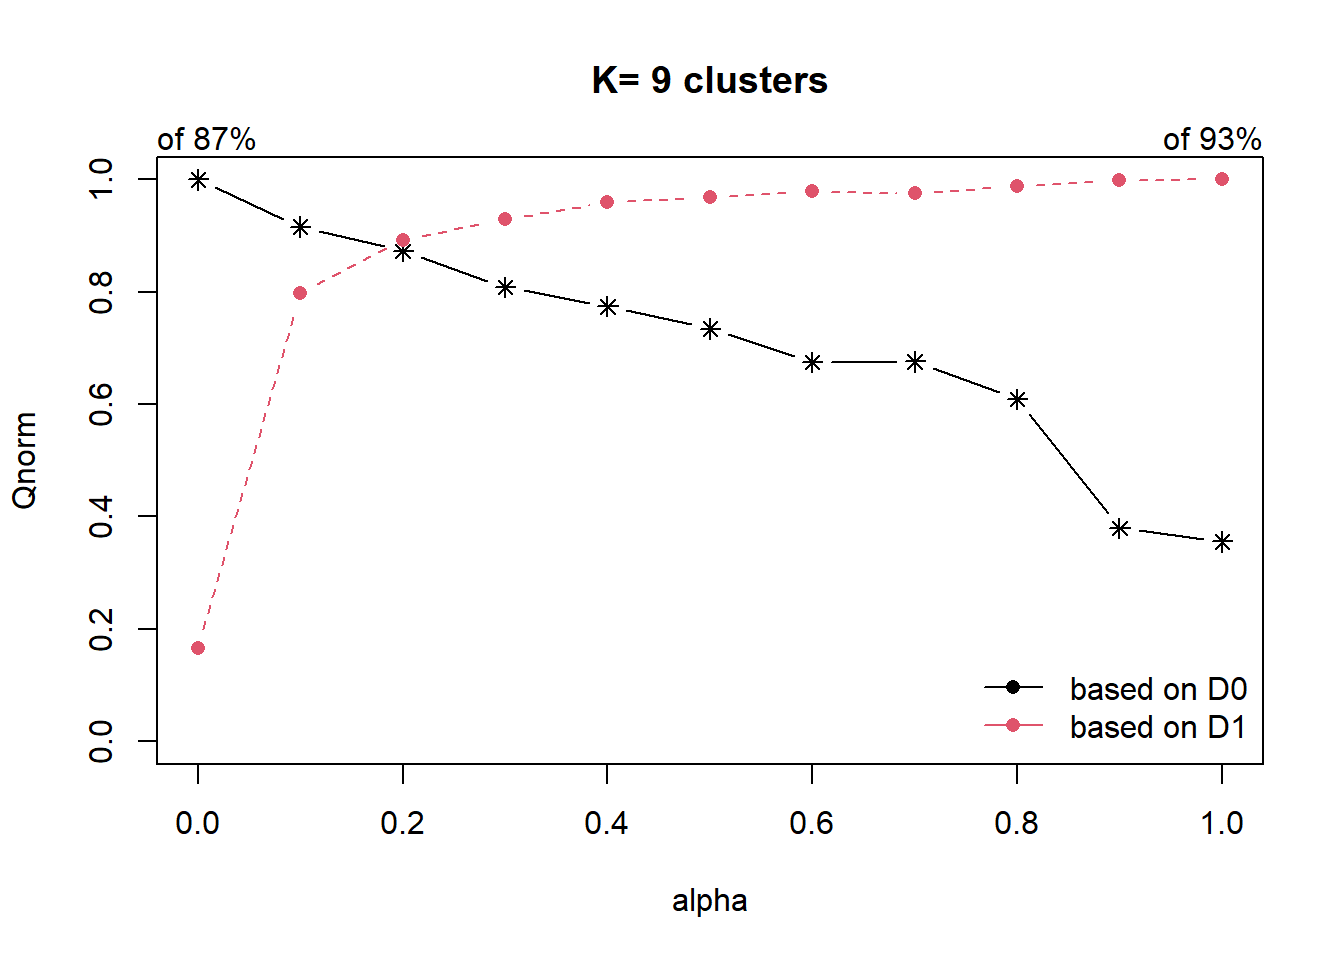 K= 9 clusters
of 87%
of 93%
1.0
0.8
0.6
0.4
0.2
0.0
Qnorm
based on D0
based on D1
0.0 0.2 0.4 0.6 0.8 1.0
alpha